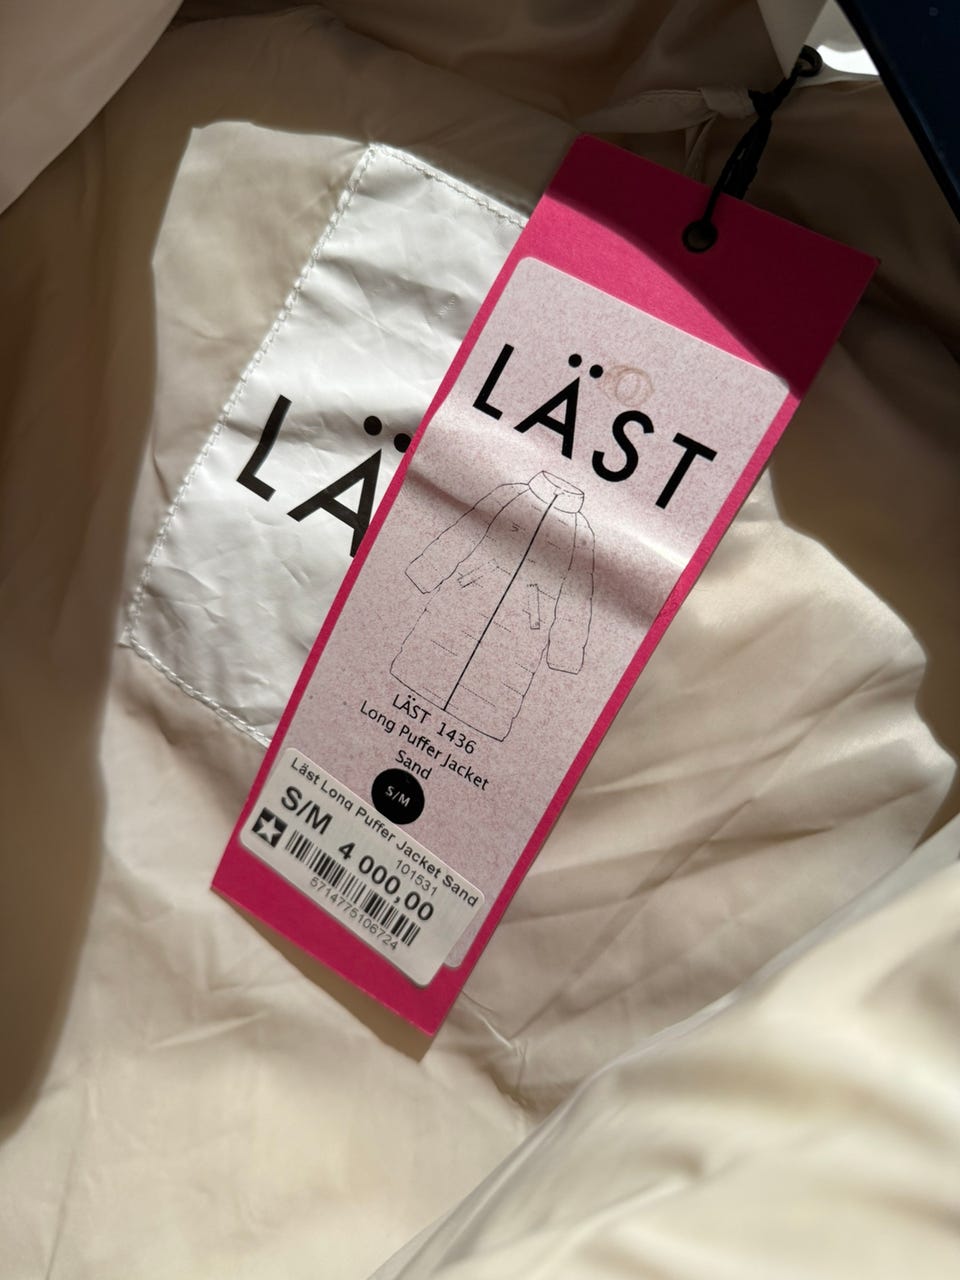 LÄ
LÄST
LÄST 1436
Long Puffer Jacket
Sand
S/M
Läst Long Puffer Jacket Sand
S/M
101531
4 000,00
5714775106724